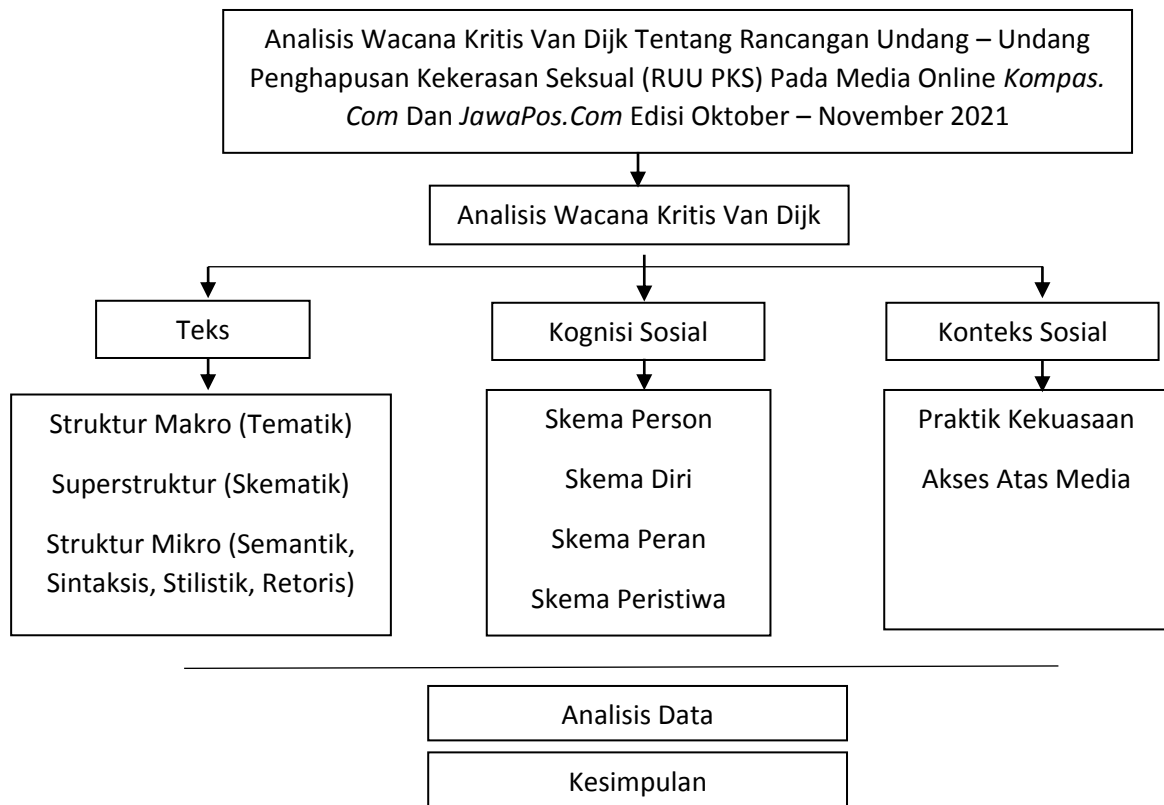 Analisis Wacana Kritis Van Dijk Tentang Rancangan Undang – Undang
Penghapusan Kekerasan Seksual (RUU PKS) Pada Media Online Kompas.
Com Dan JawaPos.Com Edisi Oktober – November 2021
Analisis Wacana Kritis Van Dijk
Teks
Kognisi Sosial
Konteks Sosial
Struktur Makro (Tematik)
Superstruktur (Skematik)
Struktur Mikro (Semantik,
Sintaksis, Stilistik, Retoris)
Skema Person
Skema Diri
Skema Peran
Skema Peristiwa
Praktik Kekuasaan
Akses Atas Media
Analisis Data
Kesimpulan